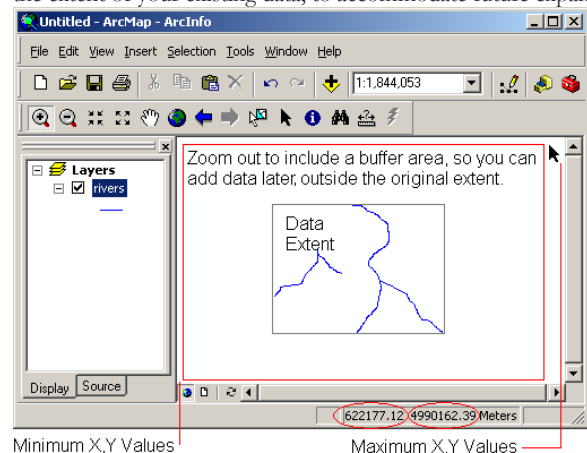 the extent of your existing data, to accommodate future expan
Untitled - ArcMap - ArcInfo
File Edit View Insert Selection Tools Window Help
1:1,844,053
Layers
rivers
Zoom out to include a buffer area, so you can
add data later, outside the original extent.
Data
Extent
Display Source
622177.12 4990162.39 Meters
Minimum X,Y Values Maximum X,Y Values